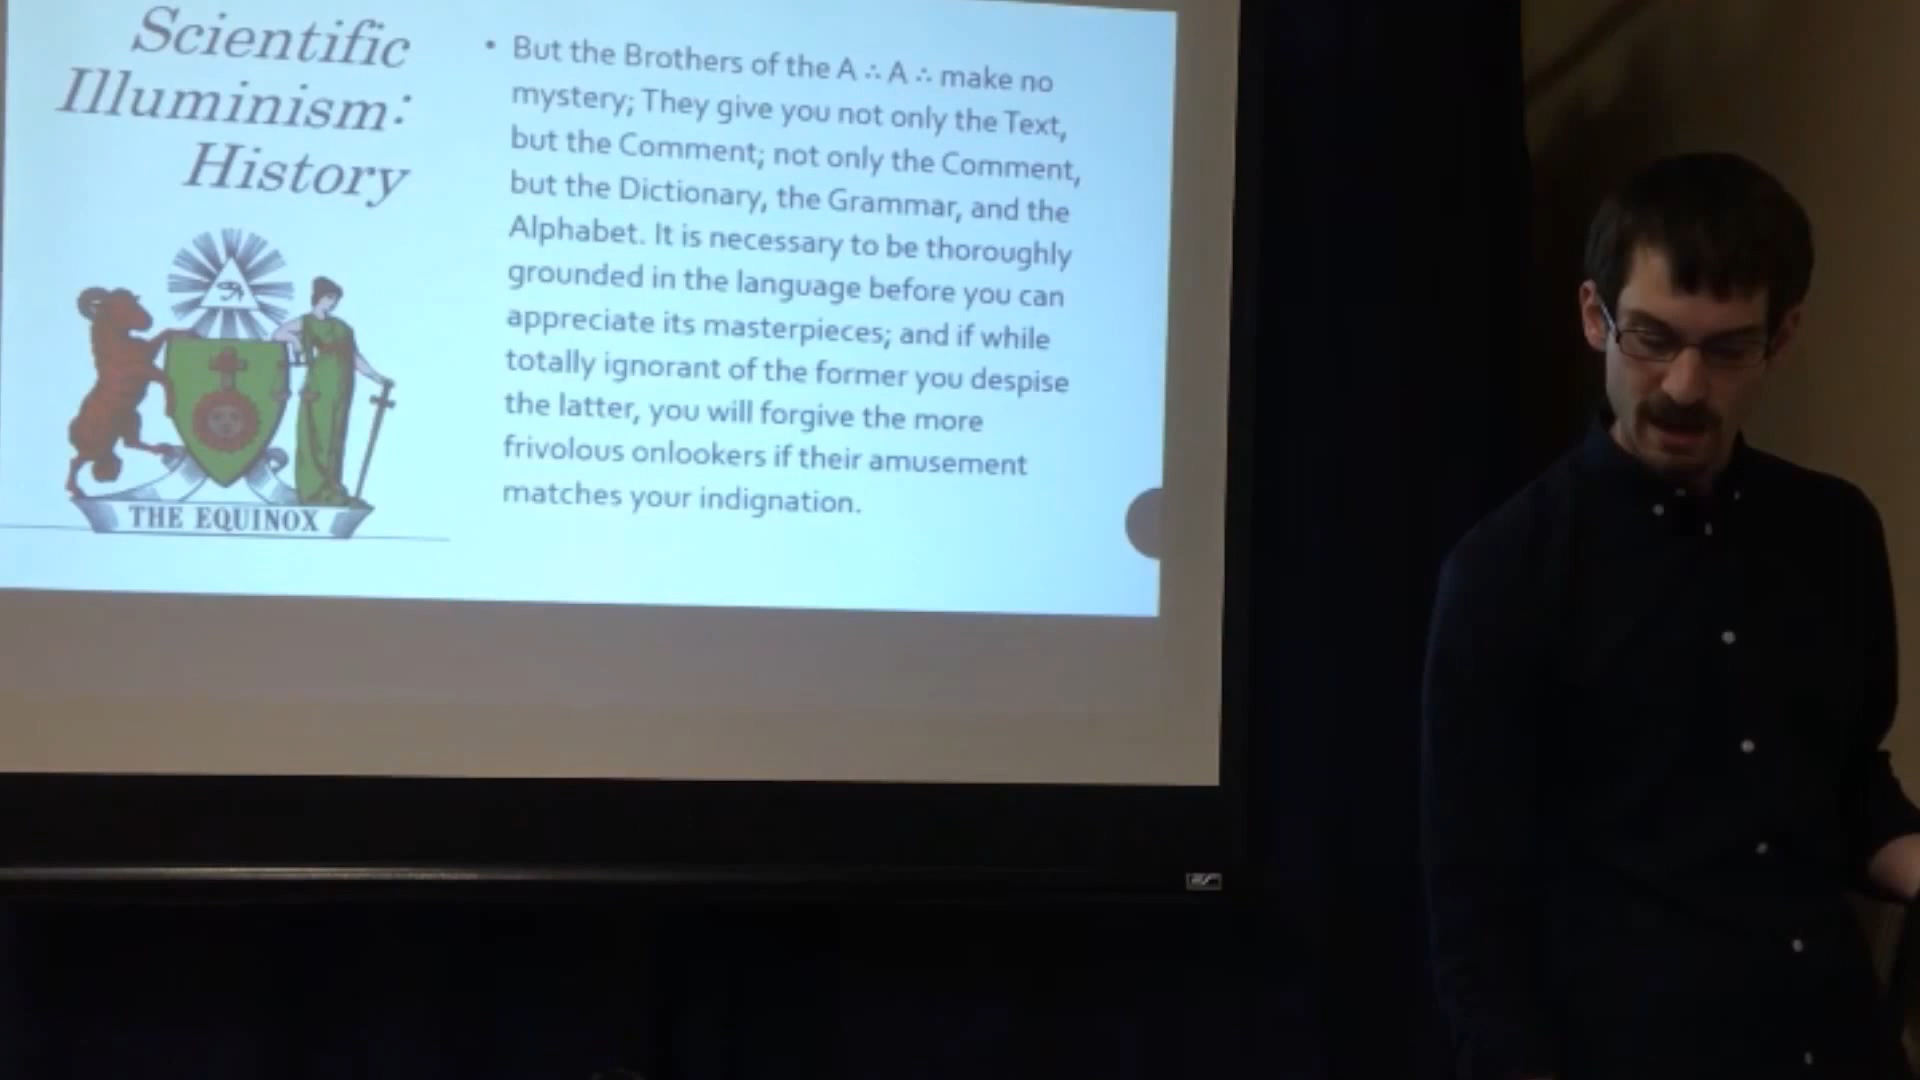 Scientific
Illuminism:
History
THE EQUINOX
• But the Brothers of the A ∴ A ∴ make no
mystery; They give you not only the Text,
but the Comment; not only the Comment,
but the Dictionary, the Grammar, and the
Alphabet. It is necessary to be thoroughly
grounded in the language before you can
appreciate its masterpieces; and if while
totally ignorant of the former you despise
the latter, you will forgive the more
frivolous onlookers if their amusement
matches your indignation.